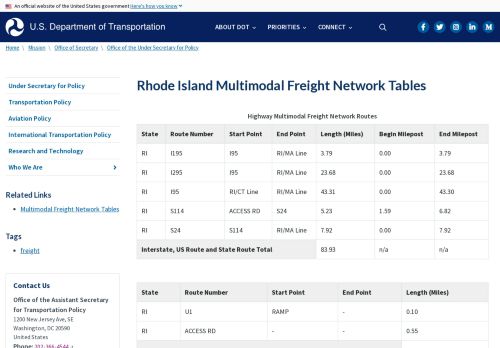 An official website of the United States government Here's how you know
U.S. Department of Transportation
ABOUT DOT PRIORITIES CONNECT
Home \ Mission \ Office of Secretary \ Office of the Under Secretary for Policy
Under Secretary for Policy
Transportation Policy
Aviation Policy
International Transportation Policy
Research and Technology
Who We Are
Related Links
Multimodal Freight Network Tables
Tags
freight
Contact Us
Office of the Assistant Secretary
for Transportation Policy
1200 New Jersey Ave, SE
Washington, DC 20590
United States
Phone: 202-366-4544
Rhode Island Multimodal Freight Network Tables
Highway Multimodal Freight Network Routes
State Route Number Start Point End Point Length (Miles) Begin Milepost End Milepost
RI I195 I95 RI/MA Line 3.79 0.00 3.79
RI I295 I95 RI/MA Line 23.68 0.00 23.68
RI I95 RI/CT Line RI/MA Line 43.31 0.00 43.30
RI S114 ACCESS RD S24 5.23 1.59 6.82
RI S24 S114 RI/MA Line 7.92 0.00 7.92
Interstate, US Route and State Route Total 83.93 n/a n/a
State Route Number Start Point End Point Length (Miles)
RI U1 RAMP - 0.10
RI ACCESS RD - - 0.55